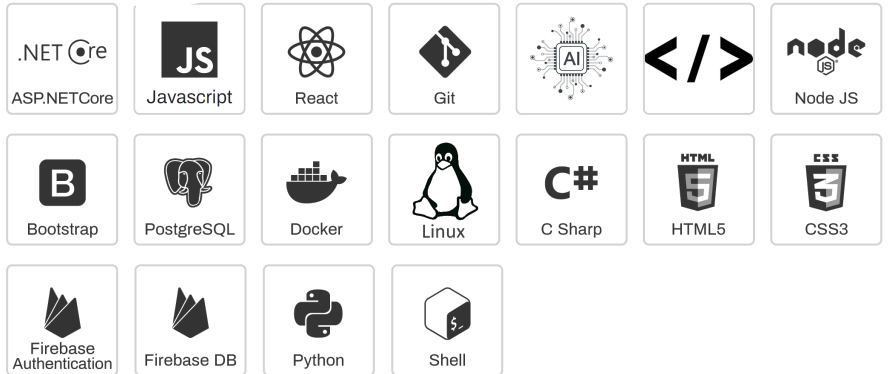 .NET Core
ASP.NETCore
JS
Javascript
React
Git
AI
</>
node
JS
Node JS
B
Bootstrap
PostgreSQL
Docker
Linux
C#
C Sharp
HTML
5
HTML5
CSS
3
CSS3
Firebase
Authentication
Firebase DB
Python
$_
Shell